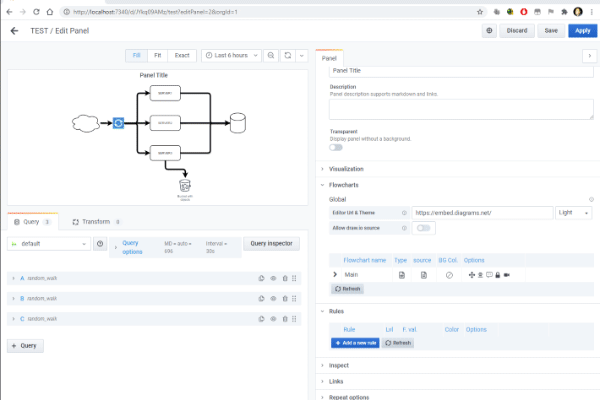 http://localhost:7340/d/
/test?editPanel=2&orgId=1
TEST / Edit Panel
Discard
Save
Apply
Fill
Fit
Exact
Last 6 hours
Panel
Panel Title
Panel Title
Description
Panel description supports markdown and links.
Transparent
Display panel without a background.
Visualization
Flowcharts
Global
Editor Url & Theme
https://embed.diagrams.net/
Light
Allow draw.io source
Flowchart name Type source BG Col. Options
Main
Refresh
Rules
Rule Lvl F. val. Color Options
+ Add a new rule
Refresh
Inspect
Links
Repeat options
Query 3
Transform 0
default
Query options
MD = auto =
Interval =
Query inspector
A random_walk
B random_walk
C random_walk
+ Query